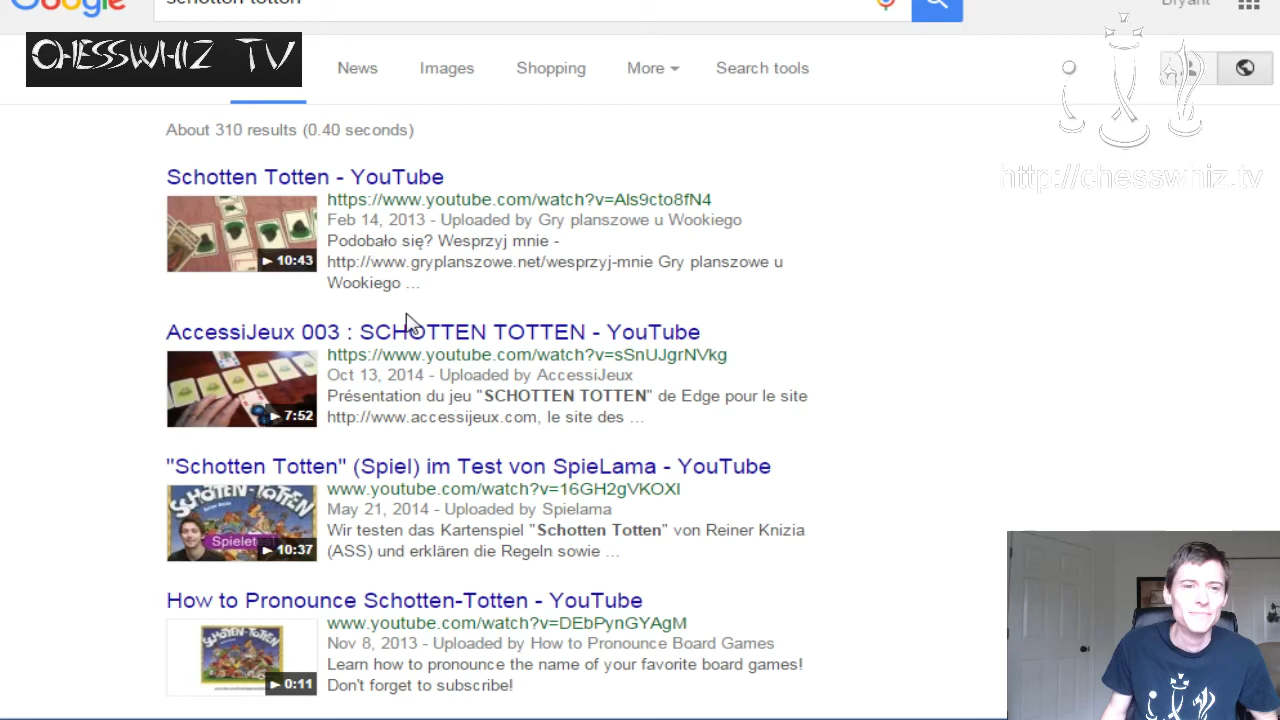 Google
schotten totten
Bryant
CHESSWHIZ TV
News
Images
Shopping
More
Search tools
About 310 results (0.40 seconds)
http://chesswhiz.tv
Schotten Totten - YouTube
https://www.youtube.com/watch?v=Als9cto8fN4
Feb 14, 2013 - Uploaded by Gry planszowe u Wookiego
Podobało się? Wesprzyj mnie -
10:43
http://www.gryplanszowe.net/wesprzyj-mnie Gry planszowe u
Wookiego ...
AccessiJeux 003 : SCHOTTEN TOTTEN - YouTube
https://www.youtube.com/watch?v=sSnUJgrNVkg
Oct 13, 2014 - Uploaded by AccessiJeux
Présentation du jeu "SCHOTTEN TOTTEN" de Edge pour le site
7:52
http://www.accessijeux.com, le site des ...
"Schotten Totten" (Spiel) im Test von SpieLama - YouTube
www.youtube.com/watch?v=16GH2gVKOXI
May 21, 2014 - Uploaded by Spielama
SCHOTTEN-TOTTEN
Wir testen das Kartenspiel "Schotten Totten" von Reiner Knizia
10:37
(ASS) und erklären die Regeln sowie ...
How to Pronounce Schotten-Totten - YouTube
www.youtube.com/watch?v=DEbPynGYAgM
Nov 8, 2013 - Uploaded by How to Pronounce Board Games
SCHOTTEN-TOTTEN
Learn how to pronounce the name of your favorite board games!
0:11
Don't forget to subscribe!